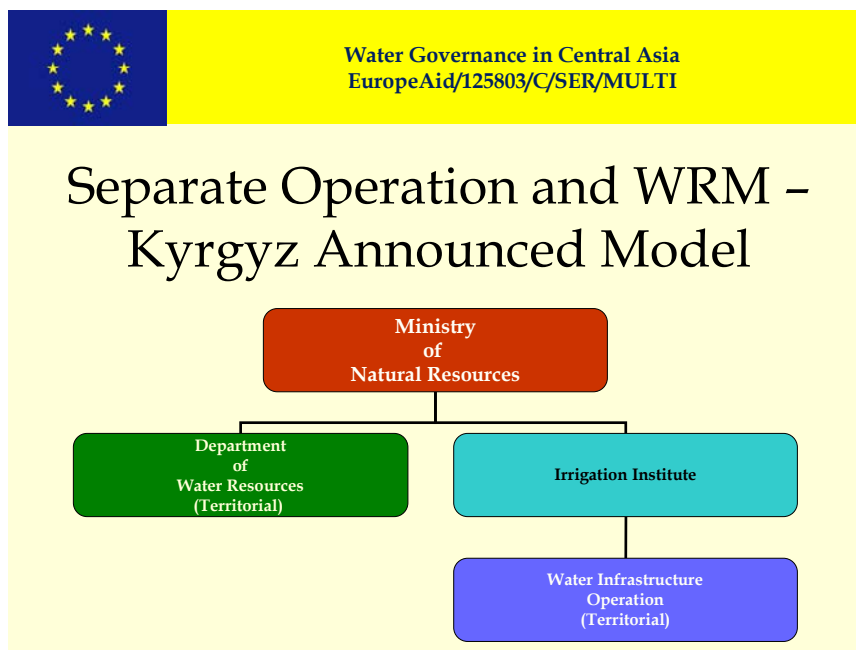 Water Governance in Central Asia
EuropeAid/125803/C/SER/MULTI
Separate Operation and WRM –
Kyrgyz Announced Model
Ministry
of
Natural Resources
Department
of
Water Resources
(Territorial)
Irrigation Institute
Water Infrastructure
Operation
(Territorial)